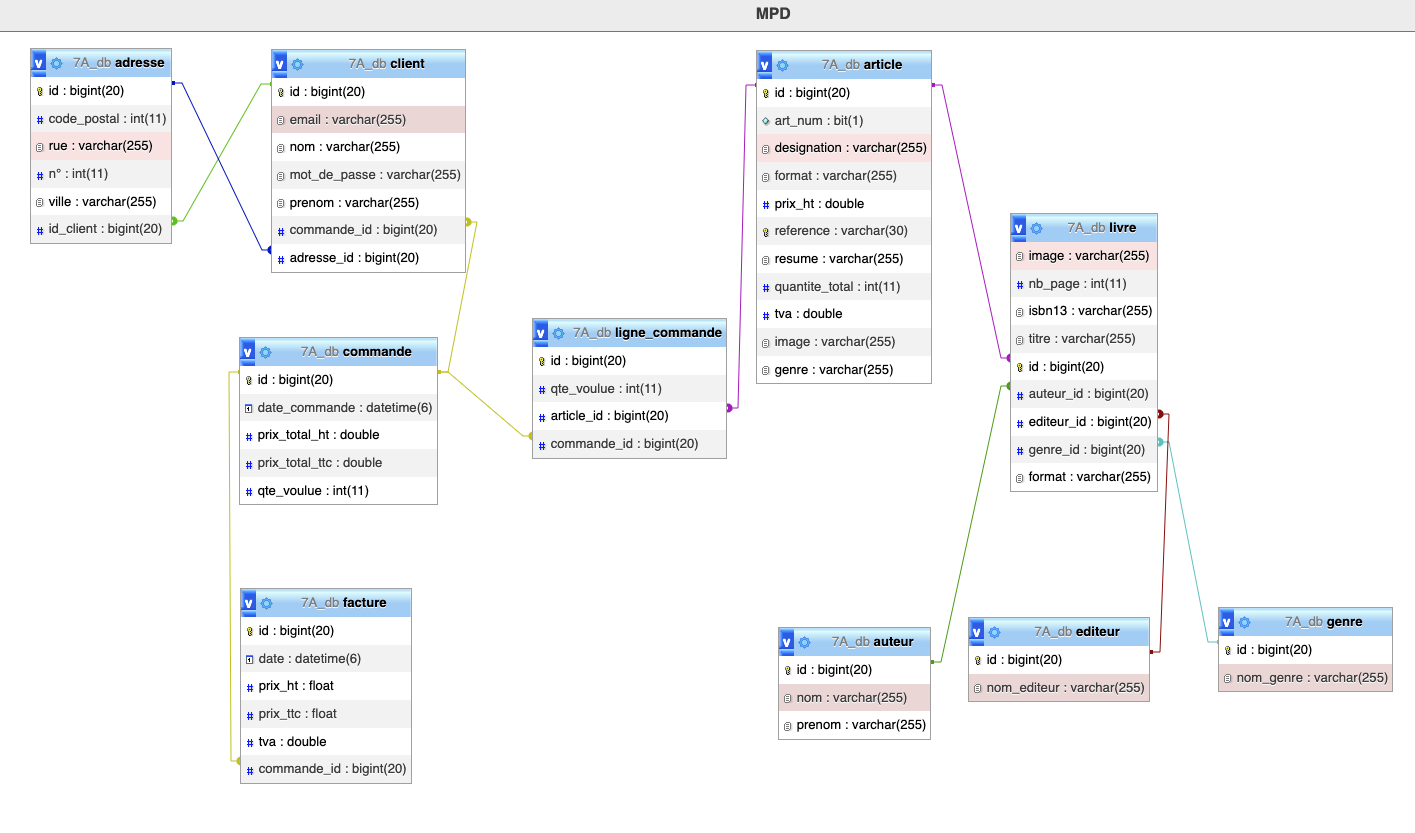 MPD
7A_db adresse
id : bigint(20)
code_postal : int(11)
rue : varchar(255)
n° : int(11)
ville : varchar(255)
id_client : bigint(20)
7A_db client
id : bigint(20)
email : varchar(255)
nom : varchar(255)
mot_de_passe : varchar(255)
prenom : varchar(255)
commande_id : bigint(20)
adresse_id : bigint(20)
7A_db article
id : bigint(20)
art_num : bit(1)
designation : varchar(255)
format : varchar(255)
prix_ht : double
reference : varchar(30)
resume : varchar(255)
quantite_total : int(11)
tva : double
image : varchar(255)
genre : varchar(255)
7A_db livre
image : varchar(255)
nb_page : int(11)
isbn13 : varchar(255)
titre : varchar(255)
id : bigint(20)
auteur_id : bigint(20)
editeur_id : bigint(20)
genre_id : bigint(20)
format : varchar(255)
7A_db commande
id : bigint(20)
date_commande : datetime(6)
prix_total_ht : double
prix_total_ttc : double
qte_voulue : int(11)
7A_db ligne_commande
id : bigint(20)
qte_voulue : int(11)
article_id : bigint(20)
commande_id : bigint(20)
7A_db facture
id : bigint(20)
date : datetime(6)
prix_ht : float
prix_ttc : float
tva : double
commande_id : bigint(20)
7A_db auteur
id : bigint(20)
nom : varchar(255)
prenom : varchar(255)
7A_db editeur
id : bigint(20)
nom_editeur : varchar(255)
7A_db genre
id : bigint(20)
nom_genre : varchar(255)